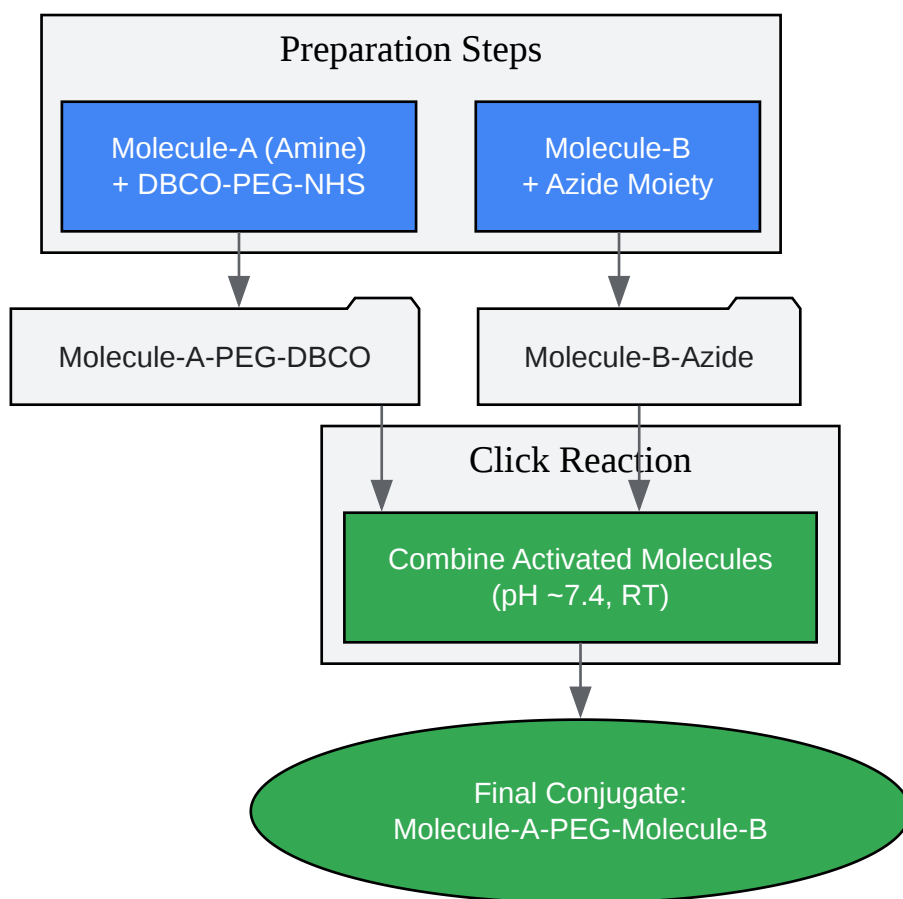 Preparation Steps
Molecule-A (Amine)
+ DBCO-PEG-NHS
Molecule-B
+ Azide Moiety
Molecule-A-PEG-DBCO
Molecule-B-Azide
Click Reaction
Combine Activated Molecules
(pH ~7.4, RT)
Final Conjugate:
Molecule-A-PEG-Molecule-B